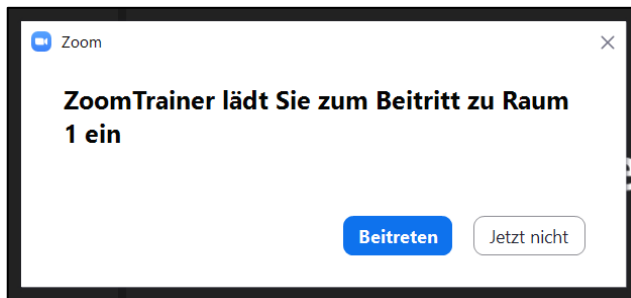 Zoom
ZoomTrainer lädt Sie zum Beitritt zu Raum
1 ein
Beitreten
Jetzt nicht